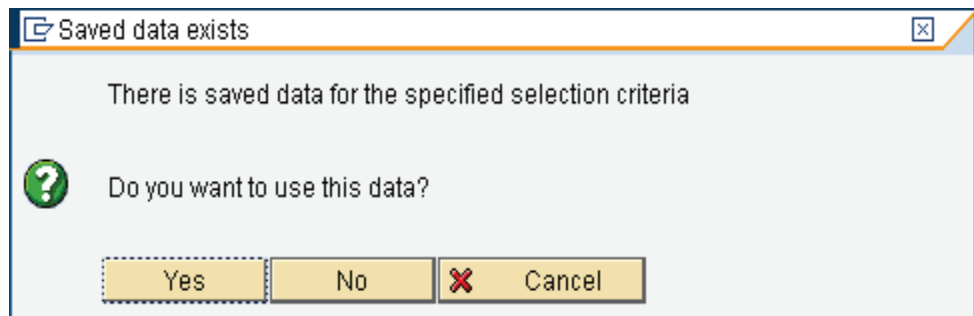 Saved data exists
There is saved data for the specified selection criteria
Do you want to use this data?
Yes No Cancel